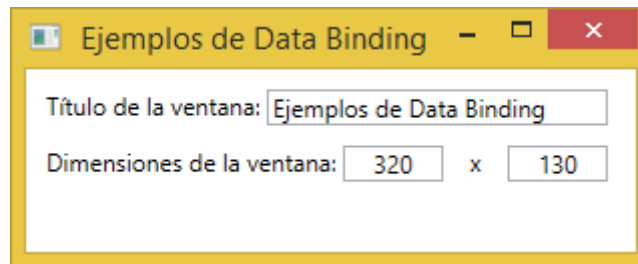 Ejemplos de Data Binding
Título de la ventana: Ejemplos de Data Binding
Dimensiones de la ventana: 320 x 130